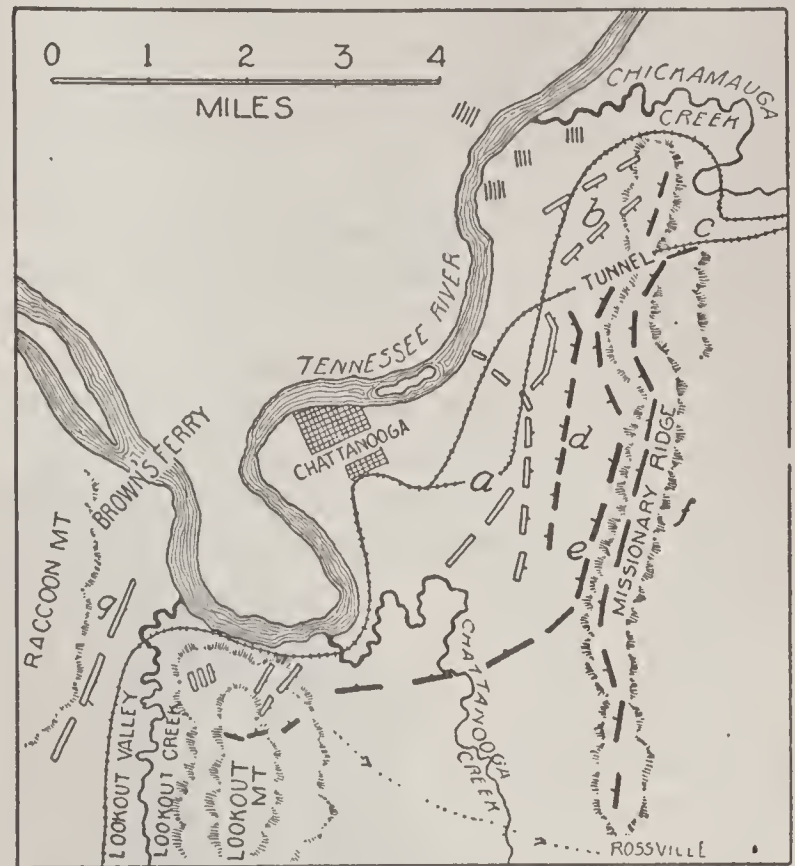 0 1 2 3 4
MILES
CHICKAMAUGA
CREEK
b
c
TUNNEL
TENNESSEE RIVER
CHATTANOOGA
BROWN'S FERRY
a
d
e
MISSIONARY RIDGE
f
RACCOON MT
g
LOOKOUT VALLEY
LOOKOUT CREEK
LOOKOUT
MT
CHATTANOOGA
CREEK
ROSSVILLE